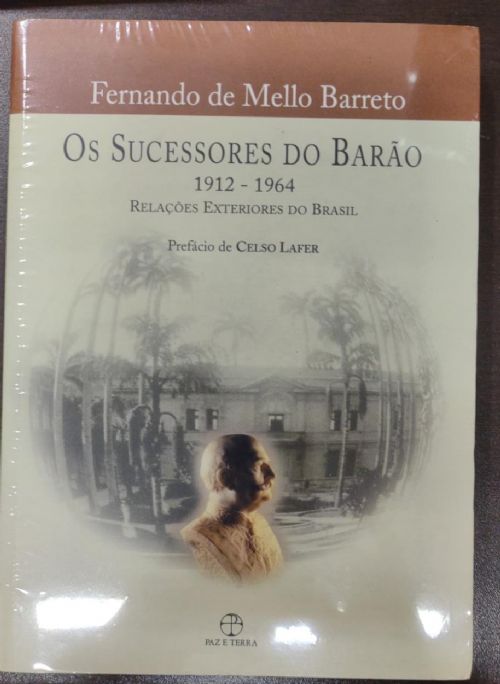 Fernando de Mello Barreto
OS SUCESSORES DO BARÃO
1912 - 1964
RELAÇÕES EXTERIORES DO BRASIL
Prefácio de CELSO LAFER
PAZ E TERRA